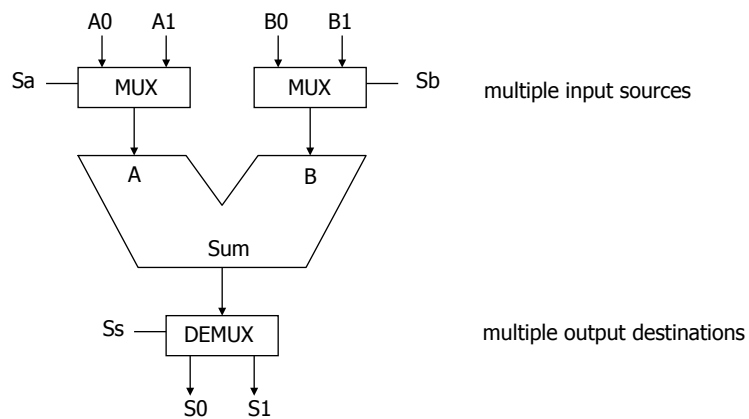 A0 A1 B0 B1
Sa MUX MUX Sb multiple input sources
A B
Sum
Ss DEMUX multiple output destinations
S0 S1